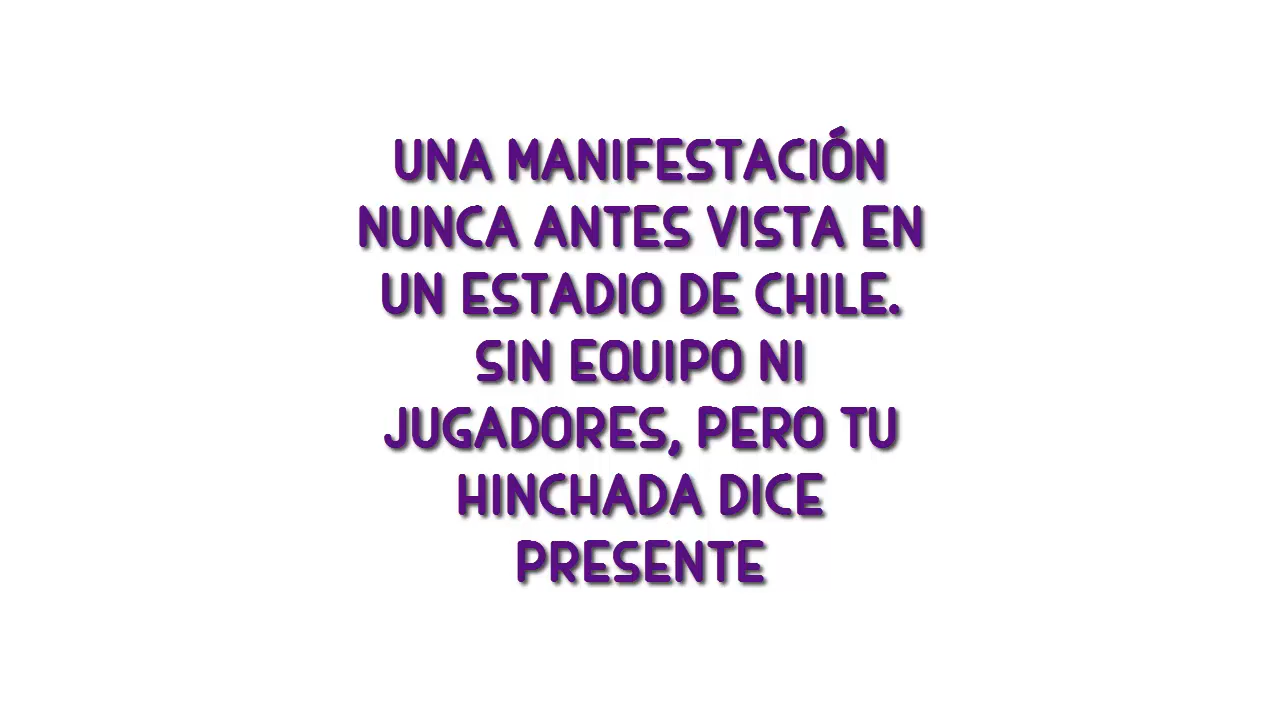 UNA MANIFESTACIÓN
NUNCA ANTES VISTA EN
UN ESTADIO DE CHILE.
SIN EQUIPO NI
JUGADORES, PERO TU
HINCHADA DICE
PRESENTE